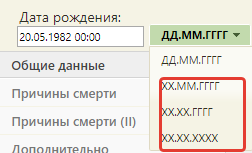 Дата рождения:
20.05.1982 00:00
ДД.ММ.ГГГГ
Общие данные
ДД.ММ.ГГГГ
Причины смерти
ХХ.ММ.ГГГГ
Причины смерти (II)
ХХ.ХХ.ГГГГ
Дополнительно
ХХ.ХХ.ХХХХ